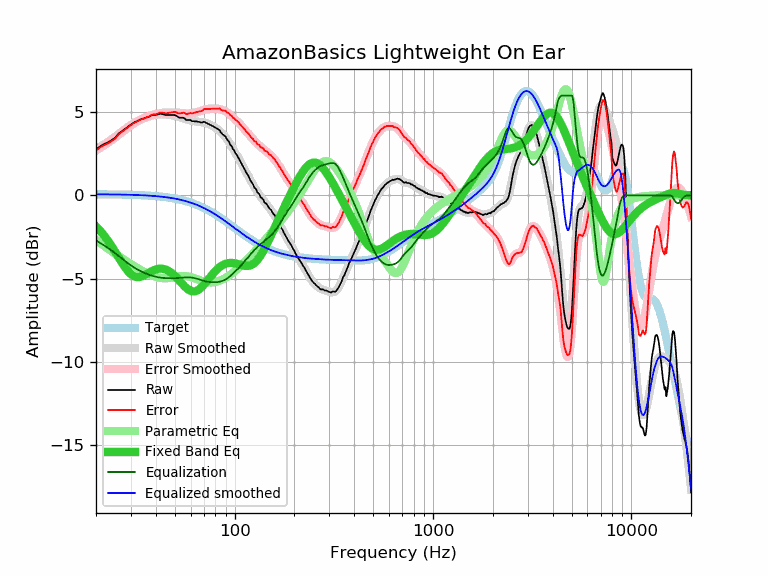 AmazonBasics Lightweight On Ear
Amplitude (dBr)
5
0
−5
−10
−15
Target
Raw Smoothed
Error Smoothed
Raw
Error
Parametric Eq
Fixed Band Eq
Equalization
Equalized smoothed
100
1000
10000
Frequency (Hz)